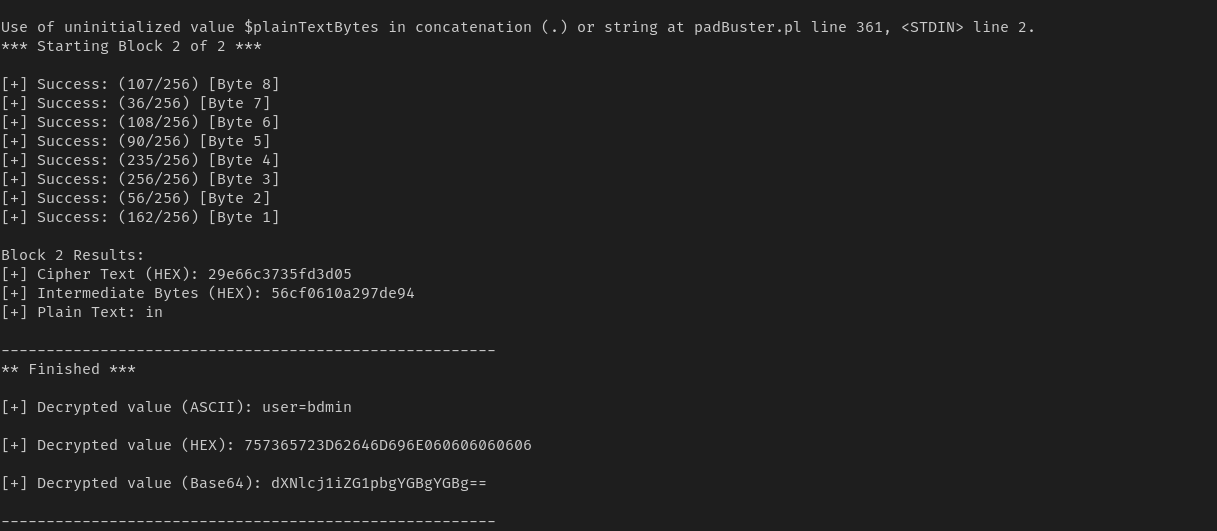 Use of uninitialized value $plainTextBytes in concatenation (.) or string at padBuster.pl line 361, <STDIN> line 2.
*** Starting Block 2 of 2 ***
[+] Success: (107/256) [Byte 8]
[+] Success: (36/256) [Byte 7]
[+] Success: (108/256) [Byte 6]
[+] Success: (90/256) [Byte 5]
[+] Success: (235/256) [Byte 4]
[+] Success: (256/256) [Byte 3]
[+] Success: (56/256) [Byte 2]
[+] Success: (162/256) [Byte 1]
Block 2 Results:
[+] Cipher Text (HEX): 29e66c3735fd3d05
[+] Intermediate Bytes (HEX): 56cf0610a297de94
[+] Plain Text: in
-------------------------------------------------------
** Finished ***
[+] Decrypted value (ASCII): user=bdmin
[+] Decrypted value (HEX): 757365723D62646D696E060606060606
[+] Decrypted value (Base64): dXNlcj1iZG1pbgYGBgYGBg==
-------------------------------------------------------